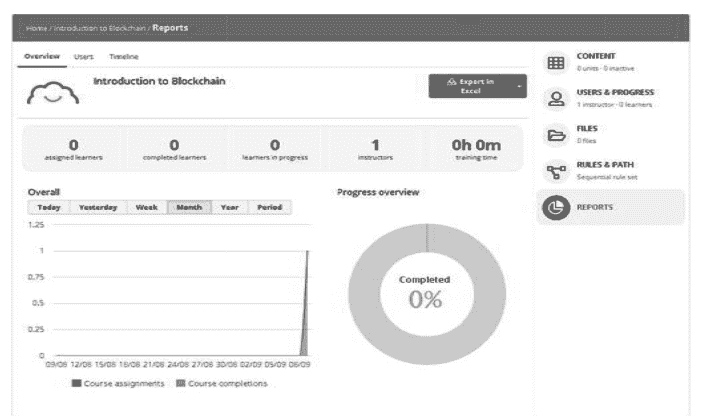 Home / Introduction to Blockchain / Reports
Overview Users Timeline
Introduction to Blockchain
Export in
Excel
0 0 0 1 0h 0m
assigned learners completed learners learners in progress instructors training time
Overall
Today Yesterday Week Month Year Period
1.25
1
0.75
0.5
0.25
0
09/08 12/08 15/08 18/08 21/08 24/08 27/08 30/08 02/09 05/09 08/09
Course assignments Course completions
Progress overview
Completed
0%
CONTENT
0 units · 0 inactive
USERS & PROGRESS
1 instructor · 0 learners
FILES
0 files
RULES & PATH
Sequential rule set
REPORTS